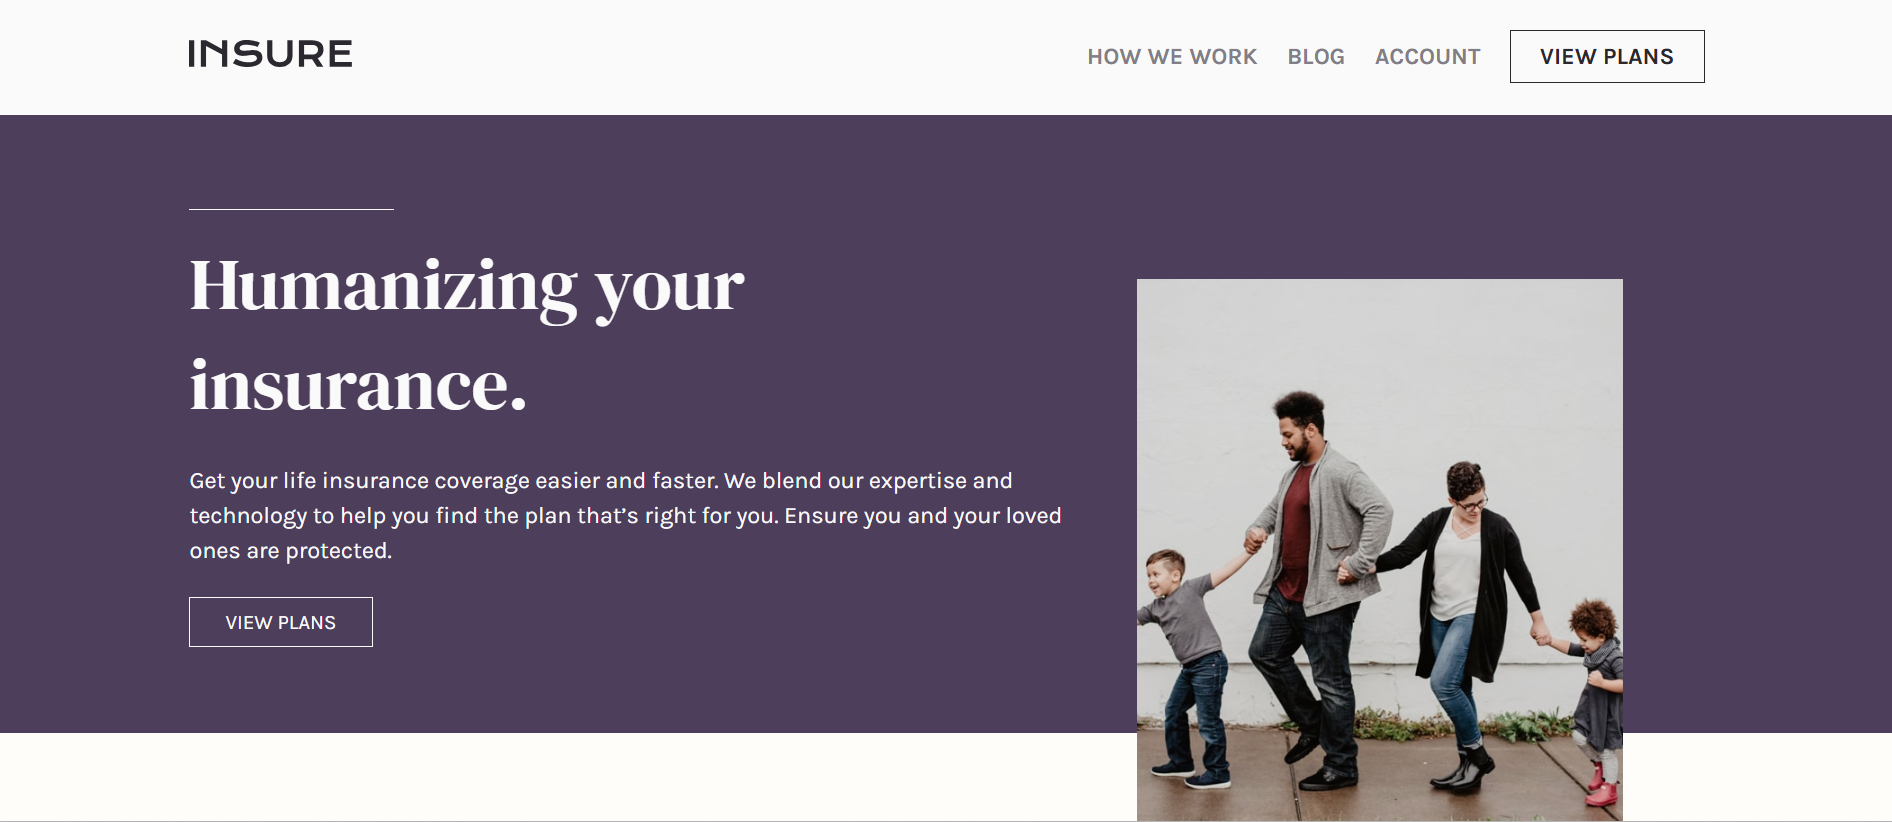 INSURE
HOW WE WORK
BLOG
ACCOUNT
VIEW PLANS
Humanizing your
insurance.
Get your life insurance coverage easier and faster. We blend our expertise and
technology to help you find the plan that’s right for you. Ensure you and your loved
ones are protected.
VIEW PLANS